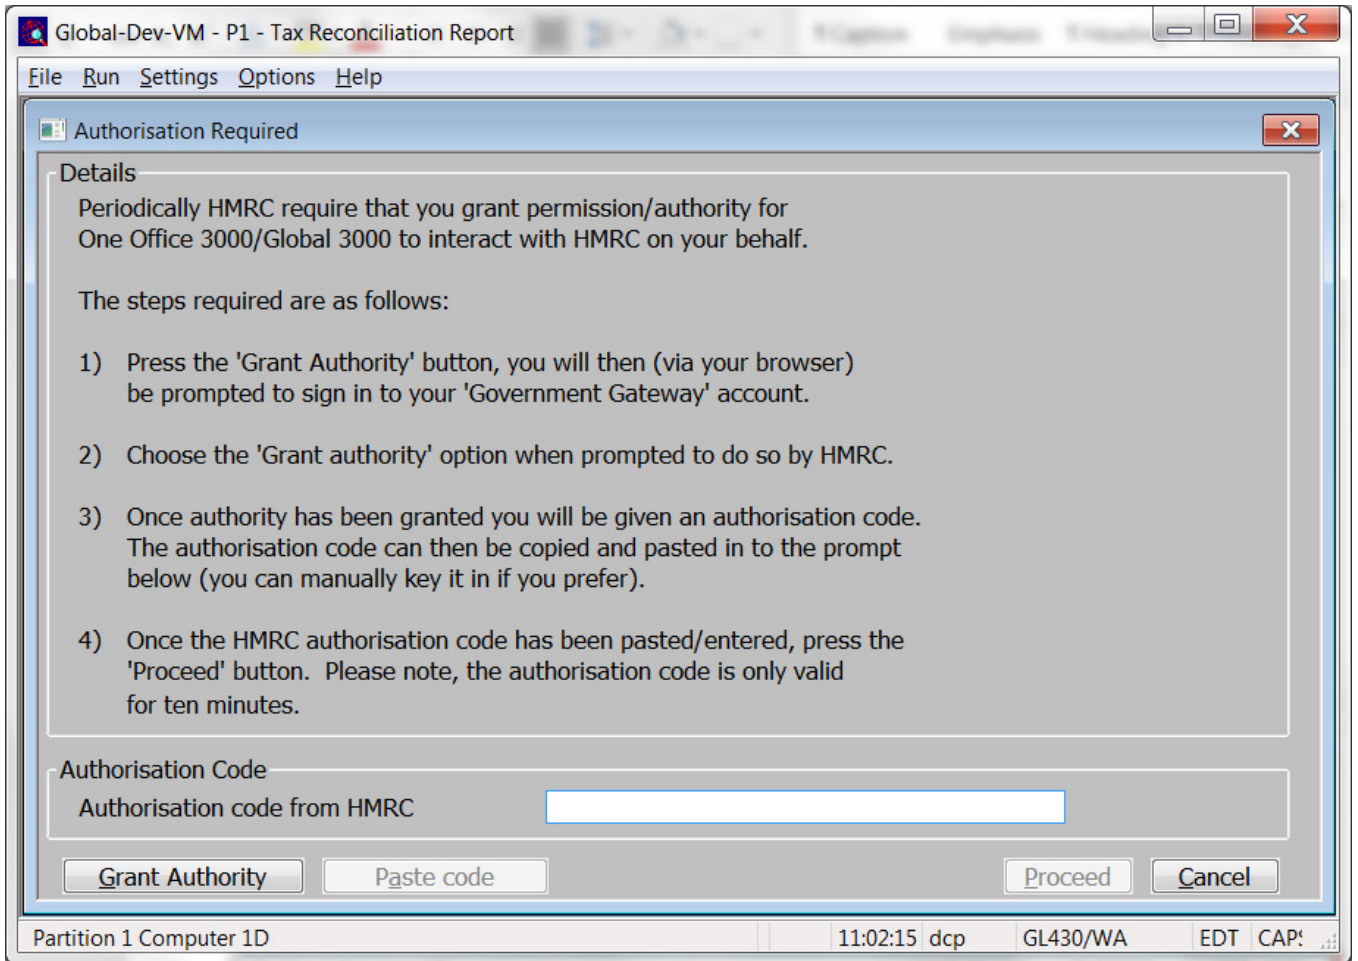 Global-Dev-VM - P1 - Tax Reconciliation Report
¶ Caption Emphasis
File Run Settings Options Help
Authorisation Required
Details
Periodically HMRC require that you grant permission/authority for
One Office 3000/Global 3000 to interact with HMRC on your behalf.
The steps required are as follows:
1) Press the 'Grant Authority' button, you will then (via your browser)
be prompted to sign in to your 'Government Gateway' account.
2) Choose the 'Grant authority' option when prompted to do so by HMRC.
3) Once authority has been granted you will be given an authorisation code.
The authorisation code can then be copied and pasted in to the prompt
below (you can manually key it in if you prefer).
4) Once the HMRC authorisation code has been pasted/entered, press the
'Proceed' button.  Please note, the authorisation code is only valid
for ten minutes.
Authorisation Code
Authorisation code from HMRC
Grant Authority Paste code Proceed Cancel
Partition 1 Computer 1D 11:02:15 dcp GL430/WA EDT CAPS